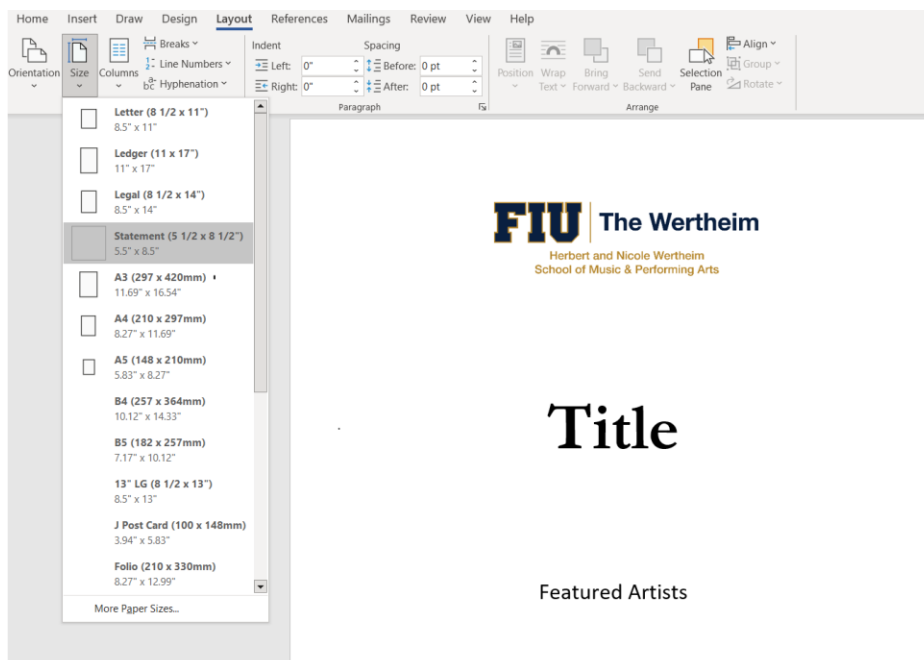 Home Insert Draw Design Layout References Mailings Review View Help
Orientation
Size
Columns
Breaks
Line Numbers
Hyphenation
Indent
Left: 0"
Right: 0"
Spacing
Before: 0 pt
After: 0 pt
Paragraph
Position
Wrap
Text
Bring
Forward
Send
Backward
Selection
Pane
Align
Group
Rotate
Arrange
Letter (8 1/2 x 11")
8.5" x 11"
Ledger (11 x 17")
11" x 17"
Legal (8 1/2 x 14")
8.5" x 14"
Statement (5 1/2 x 8 1/2")
5.5" x 8.5"
A3 (297 x 420mm)
11.69" x 16.54"
A4 (210 x 297mm)
8.27" x 11.69"
A5 (148 x 210mm)
5.83" x 8.27"
B4 (257 x 364mm)
10.12" x 14.33"
B5 (182 x 257mm)
7.17" x 10.12"
13" LG (8 1/2 x 13")
8.5" x 13"
J Post Card (100 x 148mm)
3.94" x 5.83"
Folio (210 x 330mm)
8.27" x 12.99"
More Paper Sizes...
FIU The Wertheim
Herbert and Nicole Wertheim
School of Music & Performing Arts
Title
Featured Artists